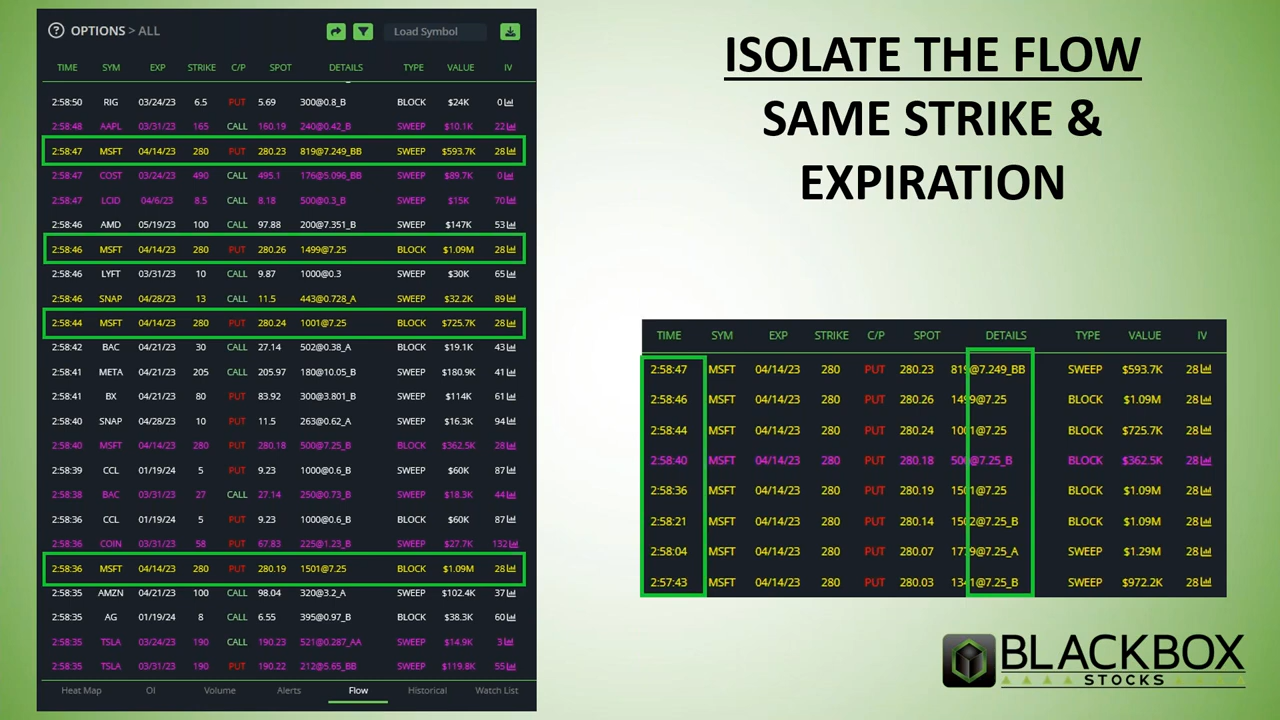 OPTIONS > ALL
Load Symbol
TIME SYM EXP STRIKE C/P SPOT DETAILS TYPE VALUE IV
2:58:50 RIG 03/24/23 6.5 PUT 5.69 300@0.8_B BLOCK $24K 0
2:58:48 AAPL 03/31/23 165 CALL 160.19 240@0.42_B SWEEP $10.1K 22
2:58:47 MSFT 04/14/23 280 PUT 280.23 819@7.249_BB SWEEP $593.7K 28
2:58:47 COST 03/24/23 490 CALL 495.1 176@5.096_BB SWEEP $89.7K 0
2:58:47 LCID 04/6/23 8.5 CALL 8.18 500@0.3_B SWEEP $15K 70
2:58:46 AMD 05/19/23 100 CALL 97.88 200@7.351_B SWEEP $147K 53
2:58:46 MSFT 04/14/23 280 PUT 280.26 1499@7.25 BLOCK $1.09M 28
2:58:46 LYFT 03/31/23 10 CALL 9.87 1000@0.3 SWEEP $30K 65
2:58:46 SNAP 04/28/23 13 CALL 11.5 443@0.728_A SWEEP $32.2K 89
2:58:44 MSFT 04/14/23 280 PUT 280.24 1001@7.25 BLOCK $725.7K 28
2:58:42 BAC 04/21/23 30 CALL 27.14 502@0.38_A BLOCK $19.1K 43
2:58:41 META 04/21/23 205 CALL 205.97 180@10.05_B SWEEP $180.9K 41
2:58:41 BX 04/21/23 80 PUT 83.92 300@3.801_B SWEEP $114K 61
2:58:40 SNAP 04/28/23 10 PUT 11.5 263@0.62_A SWEEP $16.3K 94
2:58:40 MSFT 04/14/23 280 PUT 280.18 500@7.25_B BLOCK $362.5K 28
2:58:39 CCL 01/19/24 5 PUT 9.23 1000@0.6_B SWEEP $60K 87
2:58:38 BAC 03/31/23 27 CALL 27.14 250@0.73_B SWEEP $18.3K 44
2:58:36 CCL 01/19/24 5 PUT 9.23 1000@0.6_B BLOCK $60K 87
2:58:36 COIN 03/31/23 58 PUT 67.83 225@1.23_B SWEEP $27.7K 132
2:58:36 MSFT 04/14/23 280 PUT 280.19 1501@7.25 BLOCK $1.09M 28
2:58:35 AMZN 04/21/23 100 CALL 98.04 320@3.2_A SWEEP $102.4K 37
2:58:35 AG 01/19/24 8 CALL 6.55 395@0.97_B BLOCK $38.3K 60
2:58:35 TSLA 03/24/23 190 CALL 190.23 521@0.287_AA SWEEP $14.9K 3
2:58:35 TSLA 03/31/23 190 PUT 190.22 212@5.65_BB SWEEP $119.8K 55
Heat Map OI Volume Alerts Flow Historical Watch List
ISOLATE THE FLOW
SAME STRIKE &
EXPIRATION
TIME SYM EXP STRIKE C/P SPOT DETAILS TYPE VALUE IV
2:58:47 MSFT 04/14/23 280 PUT 280.23 819@7.249_BB SWEEP $593.7K 28
2:58:46 MSFT 04/14/23 280 PUT 280.26 1499@7.25 BLOCK $1.09M 28
2:58:44 MSFT 04/14/23 280 PUT 280.24 1001@7.25 BLOCK $725.7K 28
2:58:40 MSFT 04/14/23 280 PUT 280.18 500@7.25_B BLOCK $362.5K 28
2:58:36 MSFT 04/14/23 280 PUT 280.19 1501@7.25 BLOCK $1.09M 28
2:58:21 MSFT 04/14/23 280 PUT 280.14 1502@7.25_B BLOCK $1.09M 28
2:58:04 MSFT 04/14/23 280 PUT 280.07 1779@7.25_A SWEEP $1.29M 28
2:57:43 MSFT 04/14/23 280 PUT 280.03 1341@7.25_B SWEEP $972.2K 28
BLACKBOX
STOCKS